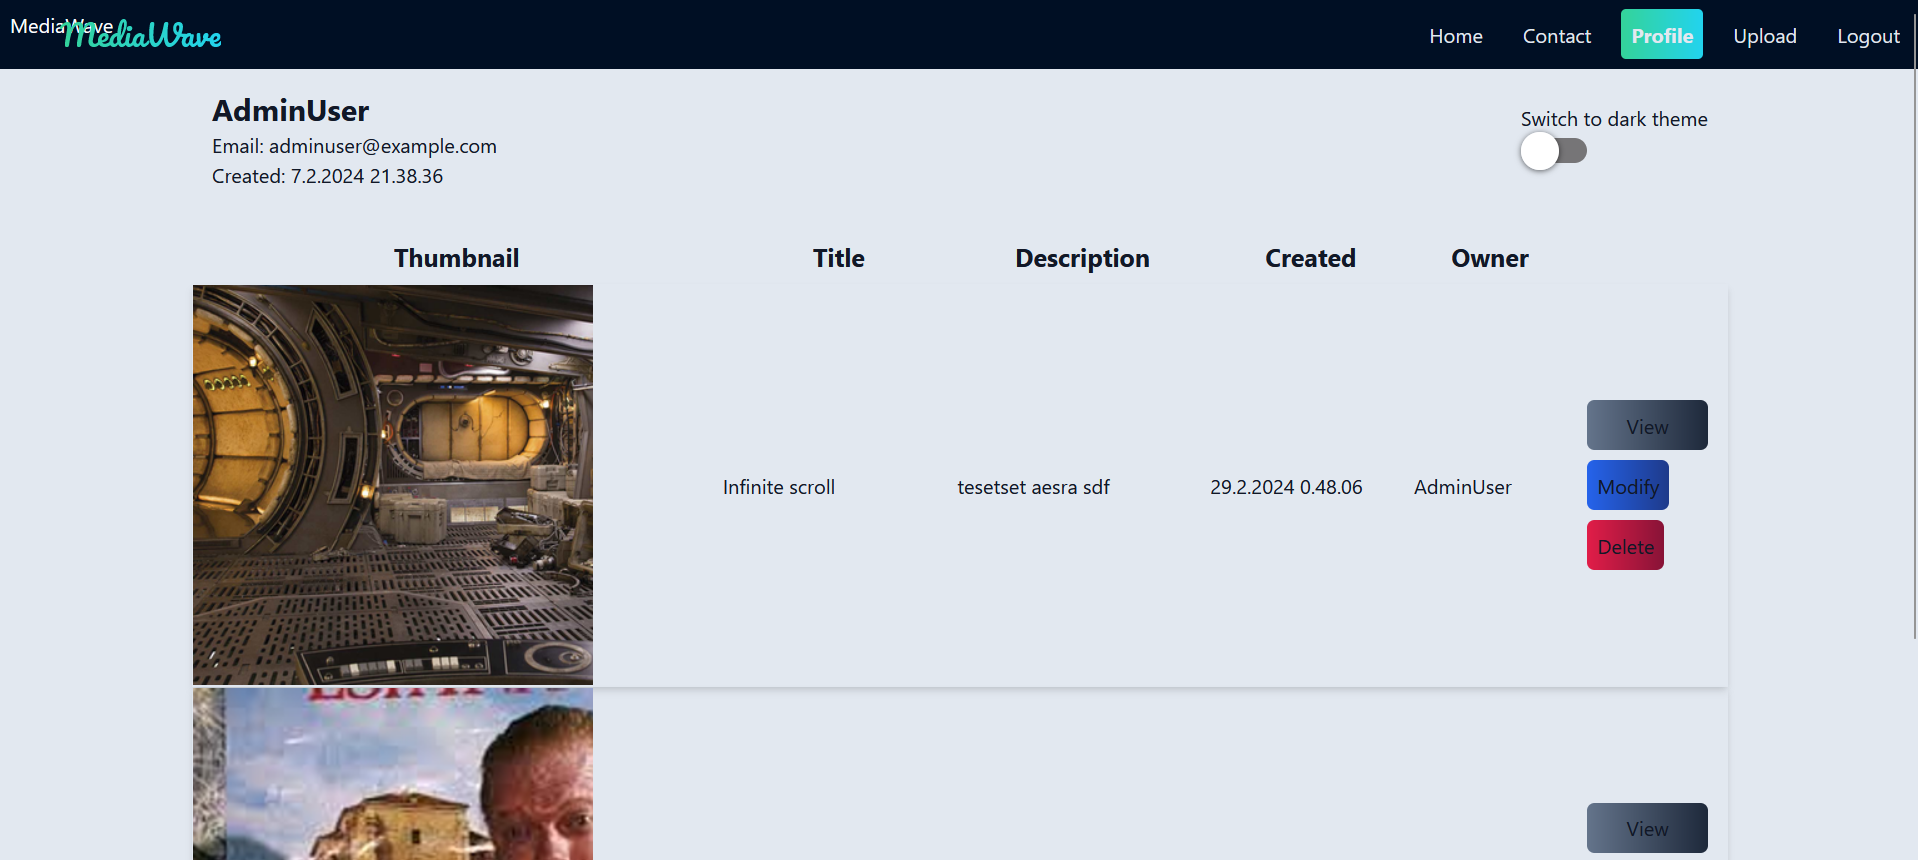 MediaWave
MediaWave
Home Contact Profile Upload Logout
AdminUser
Email: adminuser@example.com
Created: 7.2.2024 21.38.36
Switch to dark theme
Thumbnail Title Description Created Owner
View
Infinite scroll tesetset aesra sdf 29.2.2024 0.48.06 AdminUser Modify
Delete
View